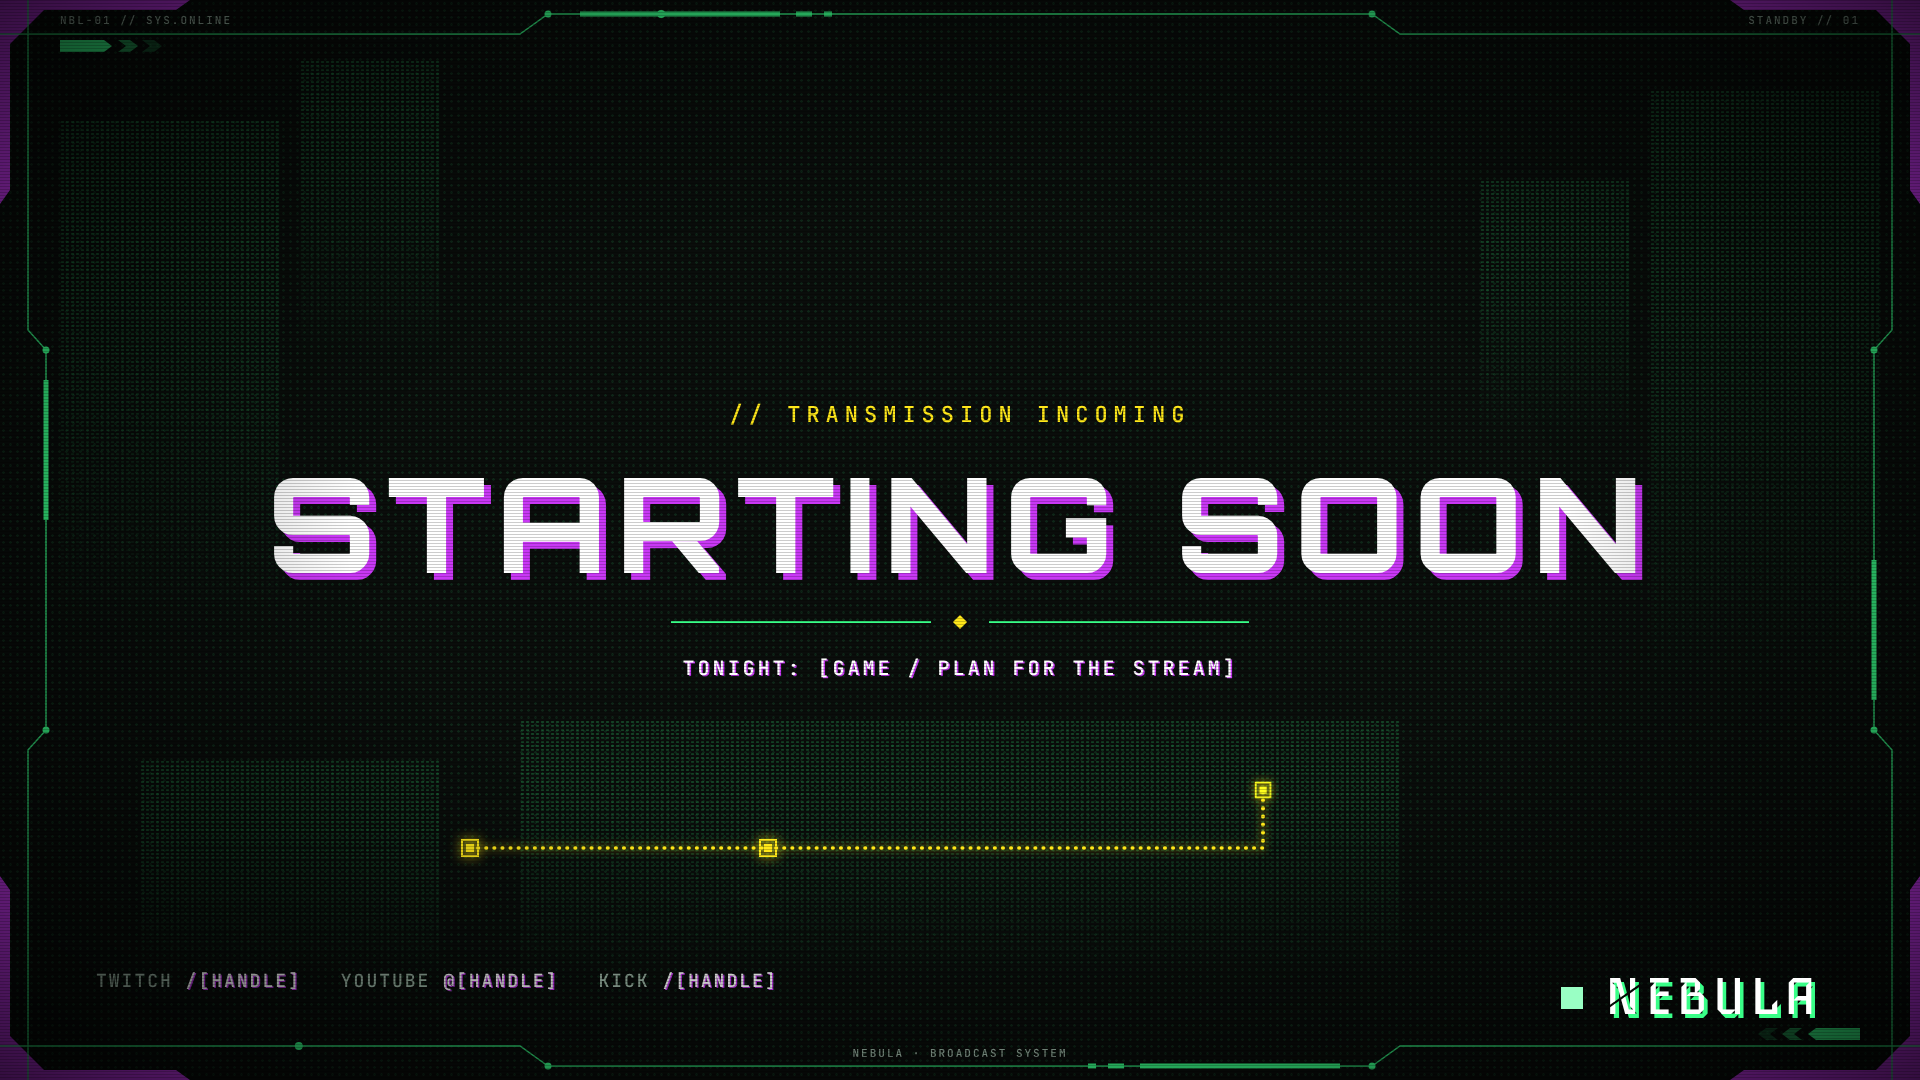 NBL-01 // SYS.ONLINE
STANDBY // 01
// TRANSMISSION INCOMING
STARTING SOON
TONIGHT: [GAME / PLAN FOR THE STREAM]
TWITCH /[HANDLE] YOUTUBE @[HANDLE] KICK /[HANDLE]
NEBULA
NEBULA · BROADCAST SYSTEM